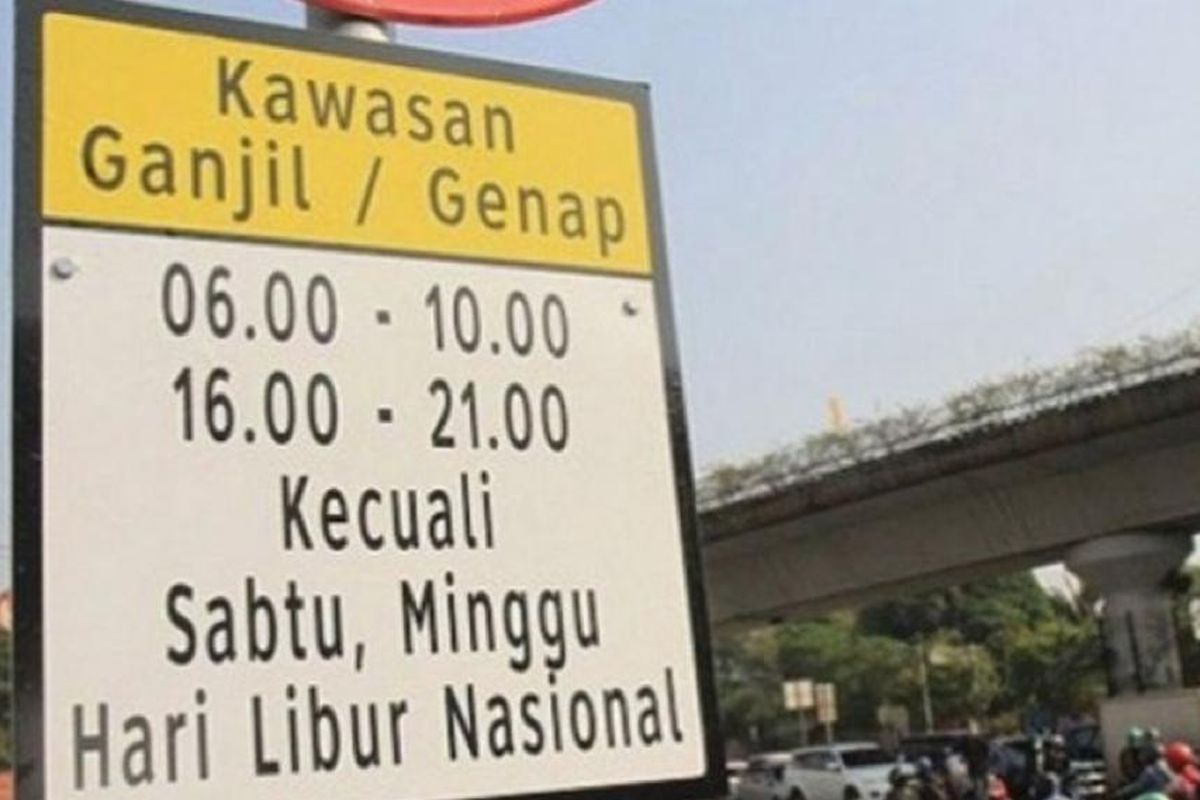 Kawasan
Ganjil / Genap
06.00 - 10.00
16.00 - 21.00
Kecuali
Sabtu, Minggu
Hari Libur Nasional